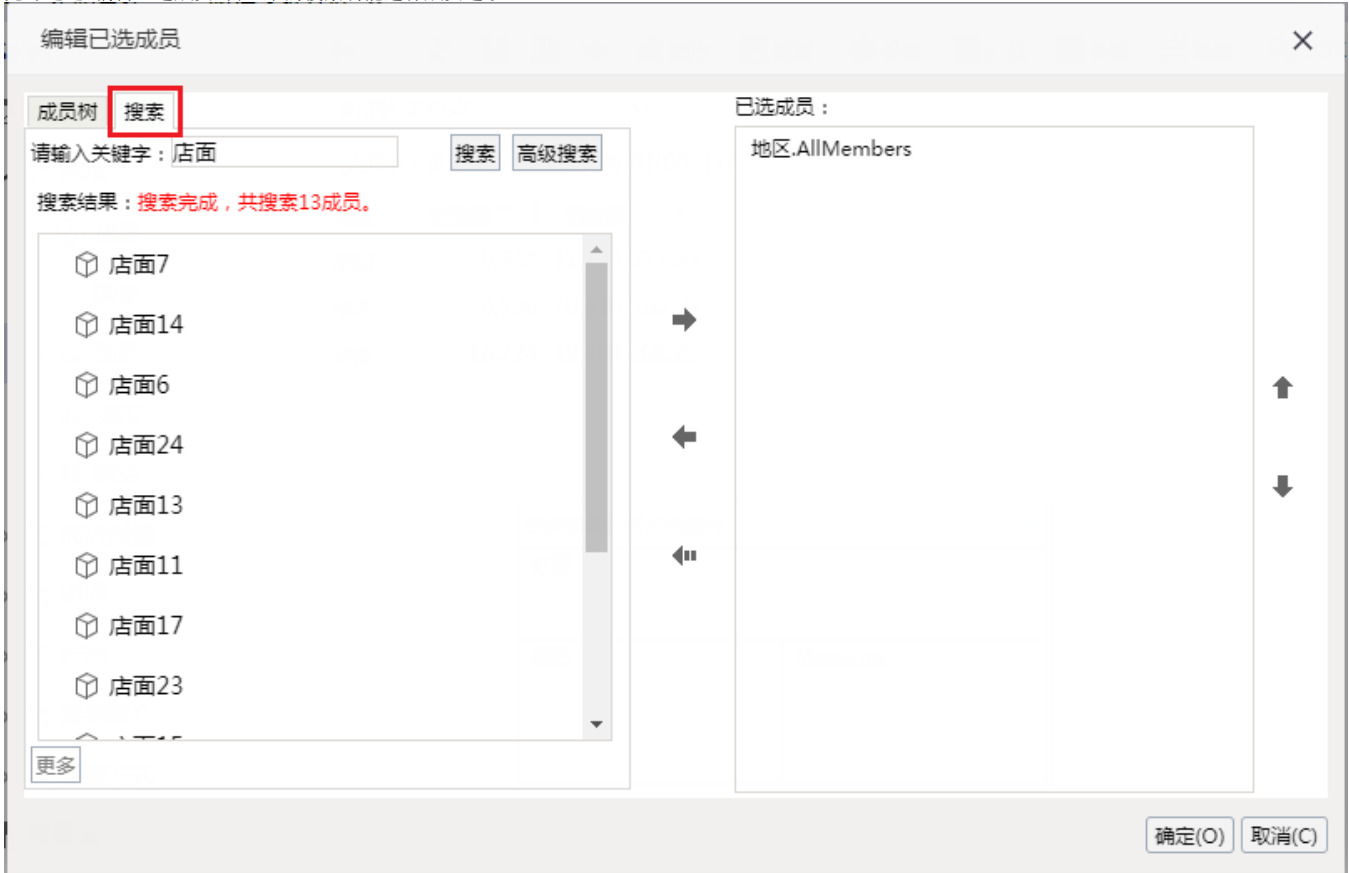 编辑已选成员
成员树 搜索
已选成员：
请输入关键字：店面 搜索 高级搜索
地区.AllMembers
搜索结果：搜索完成，共搜索13成员。
店面7
店面14
店面6
店面24
店面13
店面11
店面17
店面23
更多
确定(O) 取消(C)